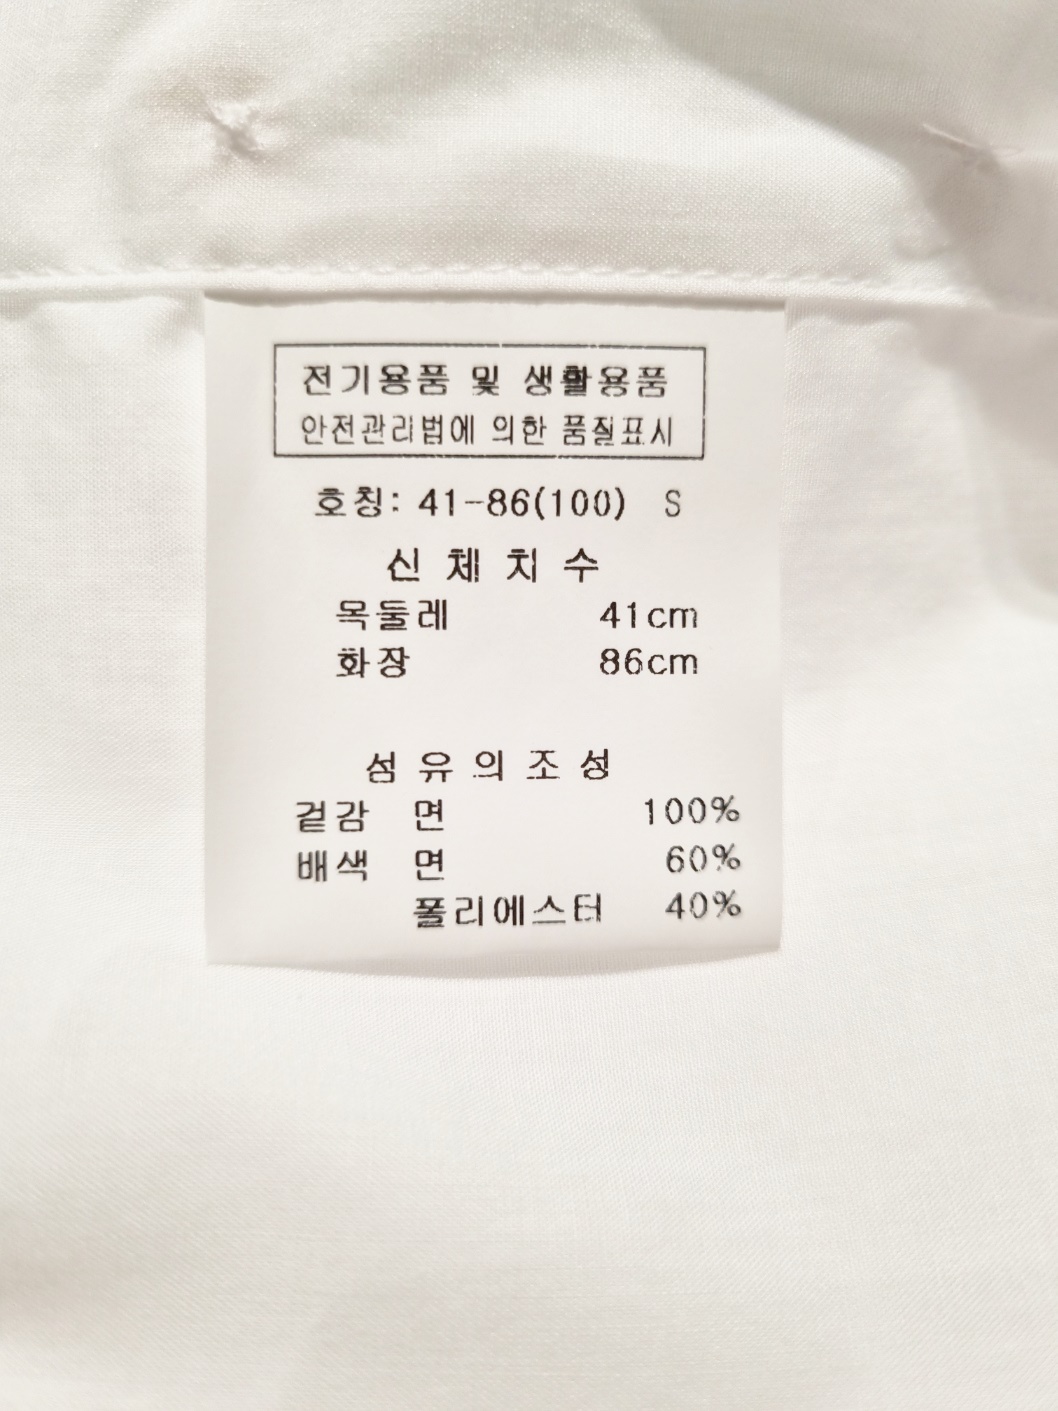 전기용품 및 생활용품
안전관리법에 의한 품질표시
호칭: 41-86(100) S
신 체 치 수
목둘레 41cm
화장 86cm
섬 유 의 조 성
겉감 면 100%
배색 면 60%
폴리에스터 40%